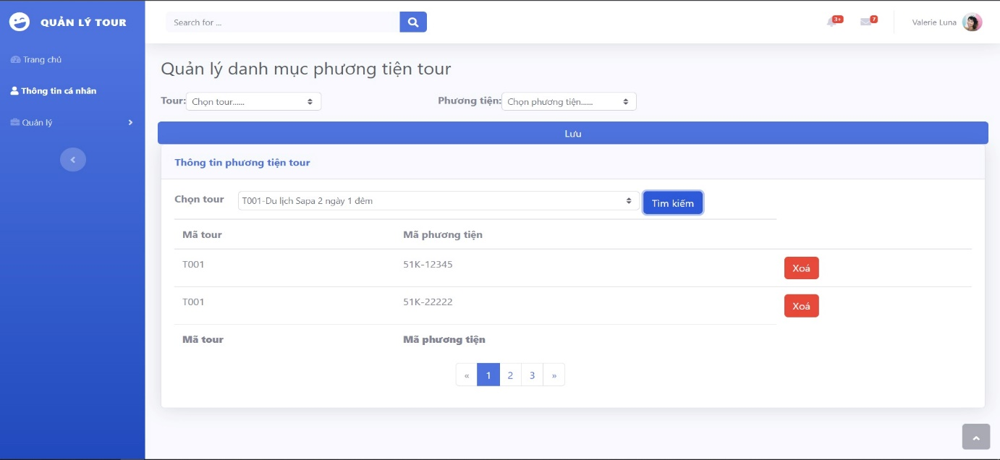 QUẢN LÝ TOUR
Search for ...
3+
7
Valerie Luna
Trang chủ
Thông tin cá nhân
Quản lý
Quản lý danh mục phương tiện tour
Tour: Chọn tour...... Phương tiện: Chọn phương tiện......
Lưu
Thông tin phương tiện tour
Chọn tour T001-Du lịch Sapa 2 ngày 1 đêm Tìm kiếm
Mã tour Mã phương tiện
T001 51K-12345 Xoá
T001 51K-22222 Xoá
Mã tour Mã phương tiện
« 1 2 3 »